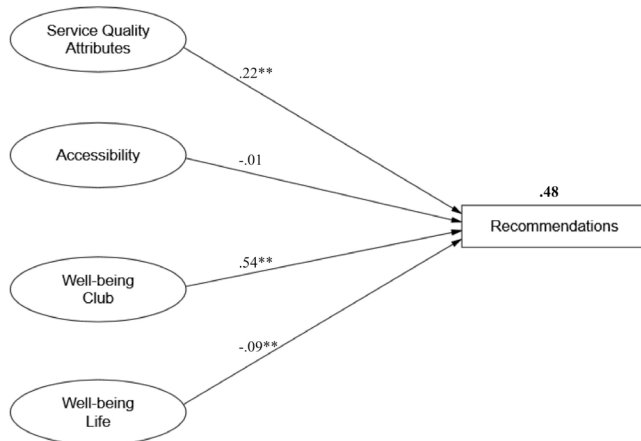 Service Quality
Attributes
.22**
Accessibility
-.01
.48
Recommendations
.54**
Well-being
Club
-.09**
Well-being
Life